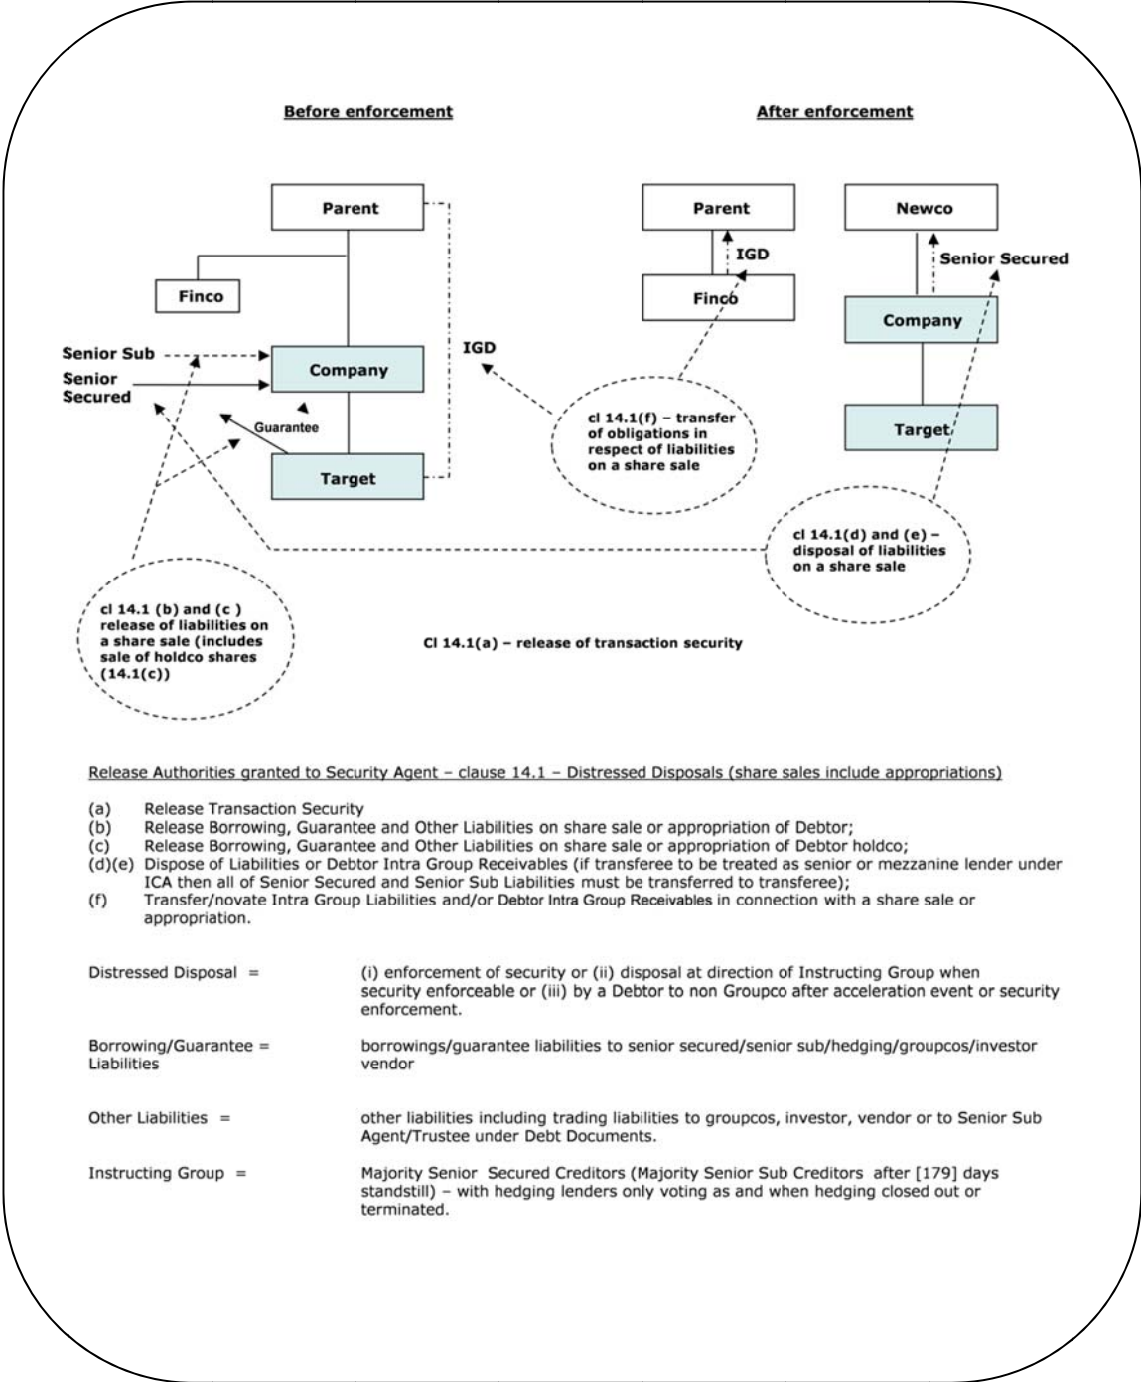 Before enforcement
After enforcement
Parent
Finco
Senior Sub
Senior
Secured
Company
Guarantee
Target
IGD
Parent
IGD
Finco
Newco
Senior Secured
Company
Target
cl 14.1(f) – transfer
of obligations in
respect of liabilities
on a share sale
cl 14.1(d) and (e) –
disposal of liabilities
on a share sale
cl 14.1 (b) and (c )
release of liabilities on
a share sale (includes
sale of holdco shares
(14.1(c))
Cl 14.1(a) – release of transaction security
Release Authorities granted to Security Agent – clause 14.1 – Distressed Disposals (share sales include appropriations)
(a) Release Transaction Security
(b) Release Borrowing, Guarantee and Other Liabilities on share sale or appropriation of Debtor;
(c) Release Borrowing, Guarantee and Other Liabilities on share sale or appropriation of Debtor holdco;
(d)(e) Dispose of Liabilities or Debtor Intra Group Receivables (if transferee to be treated as senior or mezzanine lender under
ICA then all of Senior Secured and Senior Sub Liabilities must be transferred to transferee);
(f) Transfer/novate Intra Group Liabilities and/or Debtor Intra Group Receivables in connection with a share sale or
appropriation.
Distressed Disposal = (i) enforcement of security or (ii) disposal at direction of Instructing Group when
security enforceable or (iii) by a Debtor to non Groupco after acceleration event or security
enforcement.
Borrowing/Guarantee = borrowings/guarantee liabilities to senior secured/senior sub/hedging/groupcos/investor
Liabilities vendor
Other Liabilities = other liabilities including trading liabilities to groupcos, investor, vendor or to Senior Sub
Agent/Trustee under Debt Documents.
Instructing Group = Majority Senior Secured Creditors (Majority Senior Sub Creditors after [179] days
standstill) – with hedging lenders only voting as and when hedging closed out or
terminated.